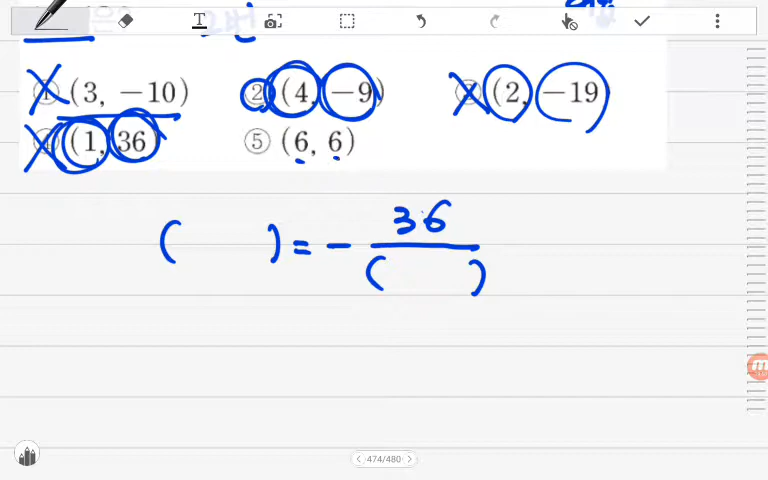 ① (3, −10) ② (4, −9) ③ (2, −19
④ (1, 36) ⑤ (6, 6)
( ) = − 36 / ( )
474/480